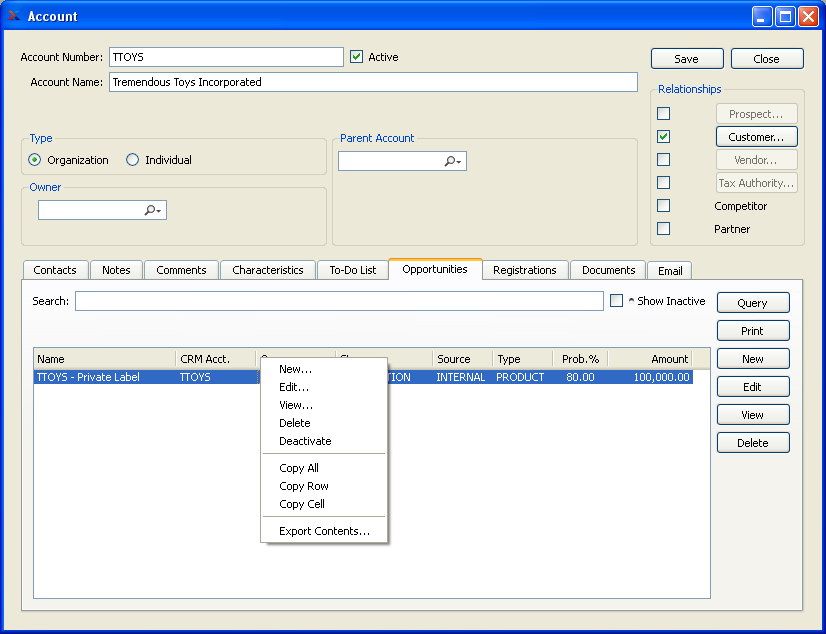 Account
Account Number: TTOYS Active
Save Close
Account Name: Tremendous Toys Incorporated
Relationships
Prospect...
Customer...
Vendor...
Tax Authority...
Competitor
Partner
Type
Organization Individual
Parent Account
Owner
Contacts Notes Comments Characteristics To-Do List Opportunities Registrations Documents Email
Search: ^ Show Inactive
Query
Print
New
Edit
View
Delete
Name CRM Acct. Source Type Prob.% Amount
TTOYS - Private Label TTOYS INTERNAL PRODUCT 80.00 100,000.00
New...
Edit...
View...
Delete
Deactivate
Copy All
Copy Row
Copy Cell
Export Contents...